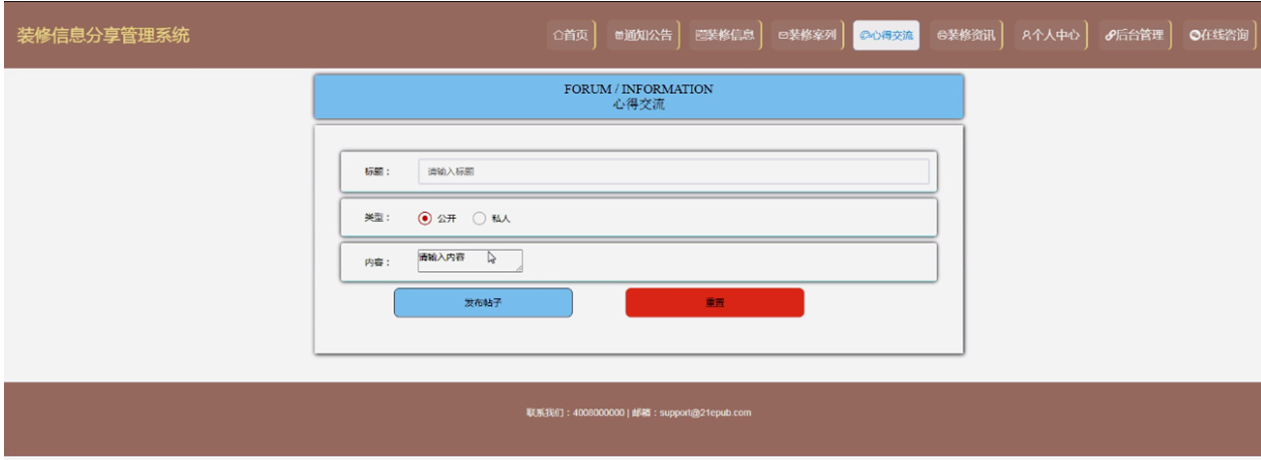 装修信息分享管理系统 首页 通知公告 装修信息 装修案列 心得交流 装修资讯 个人中心 后台管理 在线咨询
FORUM / INFORMATION
心得交流
标题： 请输入标题
类型： 公开 私人
内容： 请输入内容
发布帖子 重置
联系我们：4008000000 | 邮箱：support@21epub.com